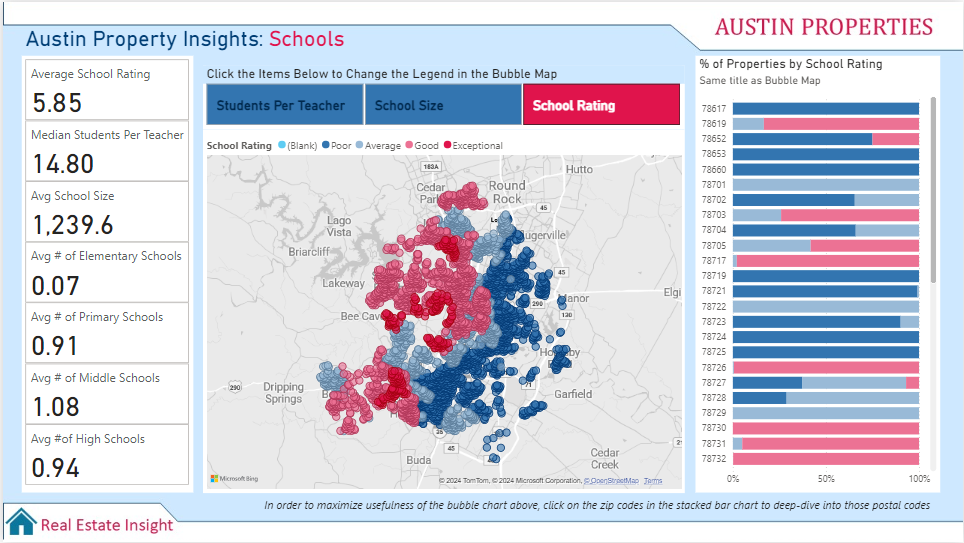 AUSTIN PROPERTIES
Austin Property Insights: Schools
Average School Rating
5.85
Median Students Per Teacher
14.80
Avg School Size
1,239.6
Avg # of Elementary Schools
0.07
Avg # of Primary Schools
0.91
Avg # of Middle Schools
1.08
Avg #of High Schools
0.94
Click the Items Below to Change the Legend in the Bubble Map
Students Per Teacher School Size School Rating
School Rating (Blank) Poor Average Good Exceptional
183A
Hutto
Cedar
Round
Rock
45
Lago
Vista
ugerville
Briarcliff
Lakeway
45
290
Manor
Elgi
130
Bee Cav
290
Dripping
Springs
71
Garfield
35
45
Buda
Cedar
Creek
Microsoft Bing
© 2024 TomTom, © 2024 Microsoft Corporation, © OpenStreetMap Terms
% of Properties by School Rating
Same title as Bubble Map
78617
78619
78652
78653
78660
78701
78702
78703
78704
78705
78717
78719
78721
78722
78723
78724
78725
78726
78727
78728
78729
78730
78731
78732
0% 50% 100%
In order to maximize usefulness of the bubble chart above, click on the zip codes in the stacked bar chart to deep-dive into those postal codes
Real Estate Insight